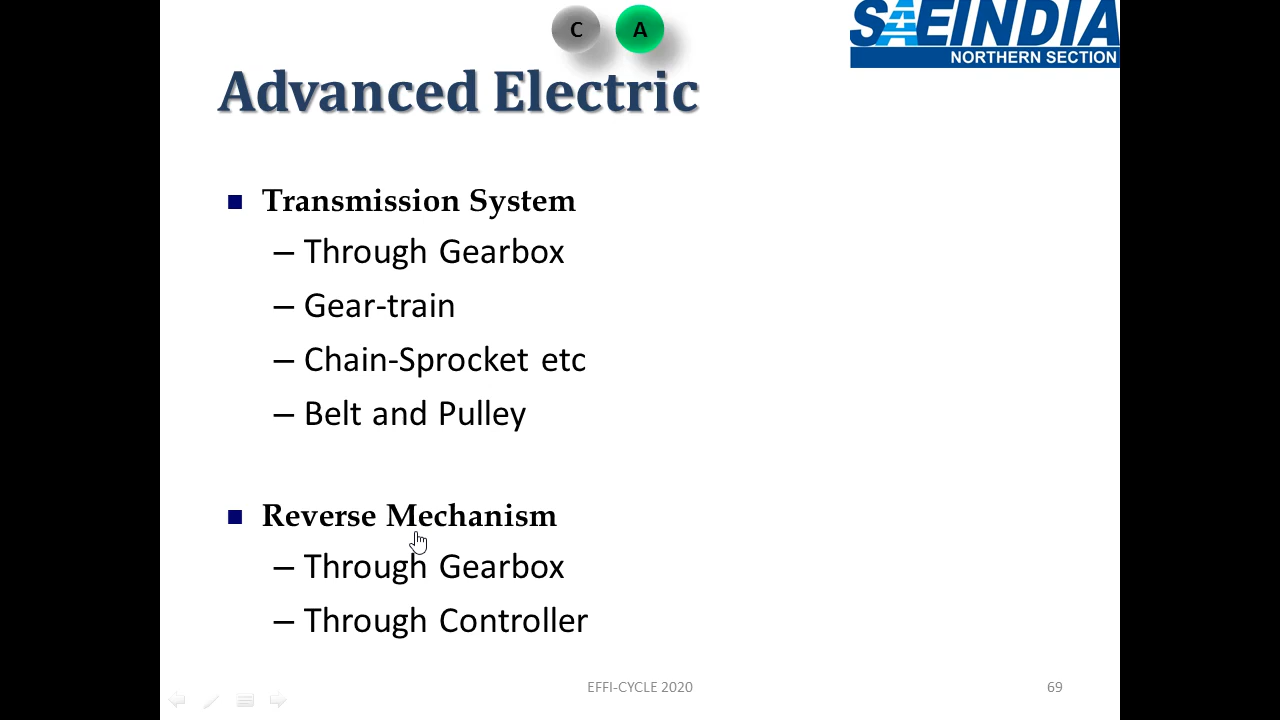 C A
SAEINDIA
NORTHERN SECTION
Advanced Electric
Transmission System
– Through Gearbox
– Gear-train
– Chain-Sprocket etc
– Belt and Pulley
Reverse Mechanism
– Through Gearbox
– Through Controller
EFFI-CYCLE 2020
69